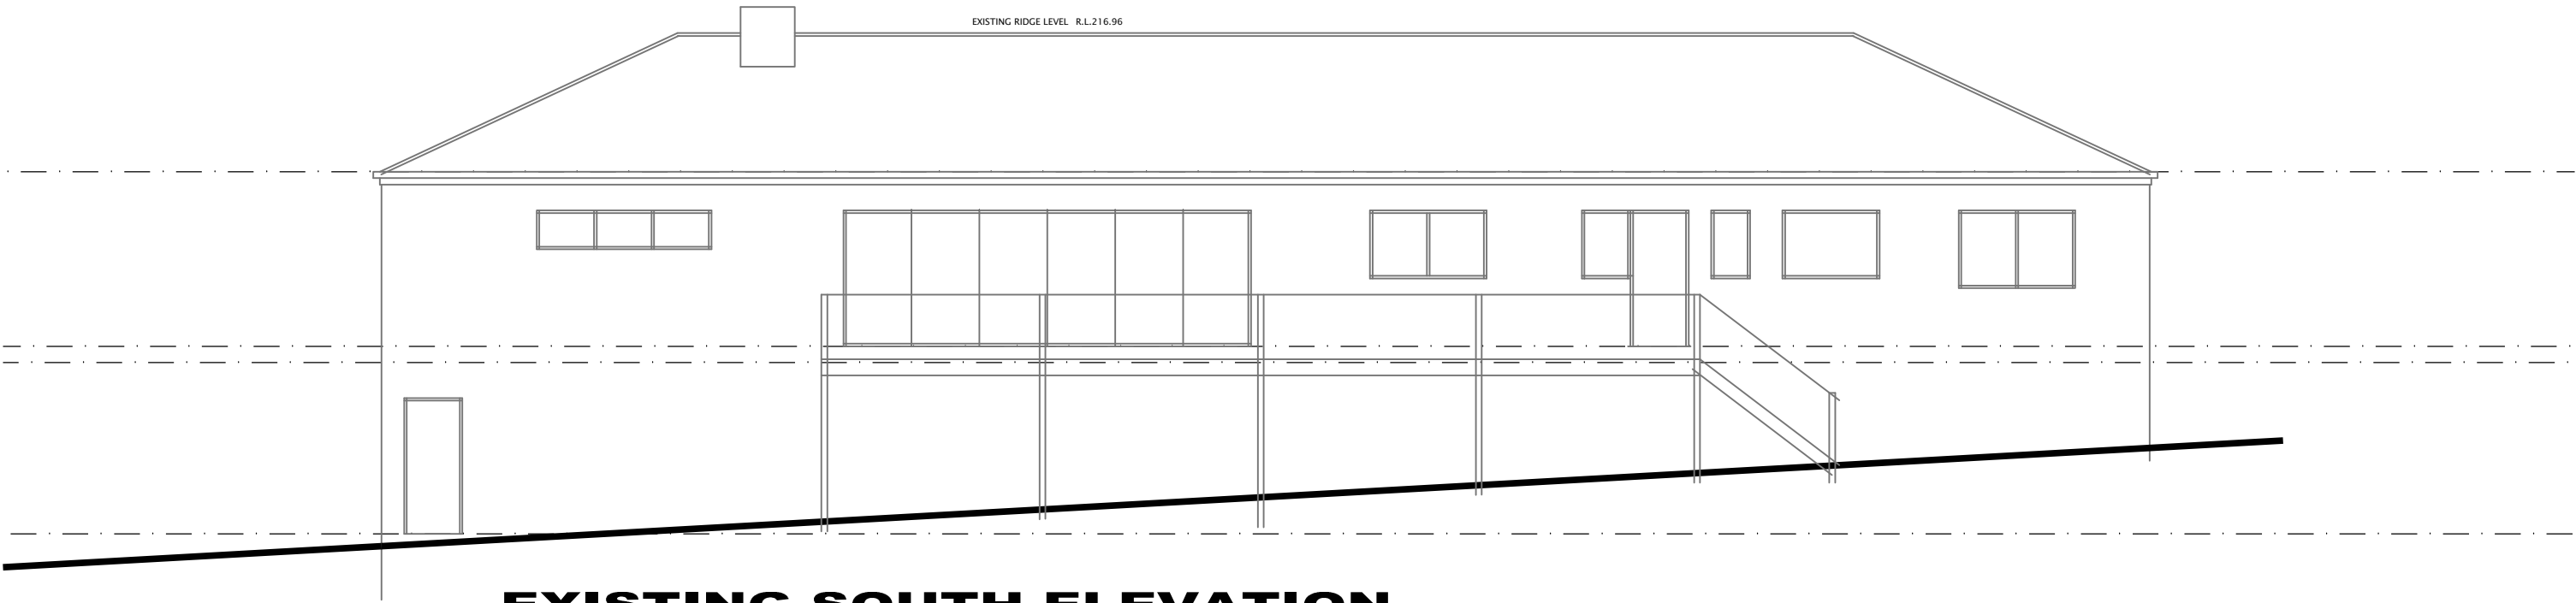 EXISTING RIDGE LEVEL R.L.216.96
EXISTING SOUTH ELEVATION